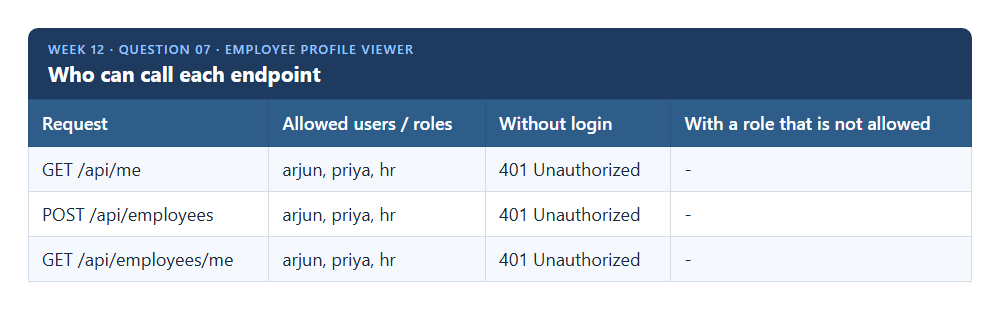 WEEK 12 · QUESTION 07 · EMPLOYEE PROFILE VIEWER
Who can call each endpoint
Request Allowed users / roles Without login With a role that is not allowed
GET /api/me arjun, priya, hr 401 Unauthorized -
POST /api/employees arjun, priya, hr 401 Unauthorized -
GET /api/employees/me arjun, priya, hr 401 Unauthorized -